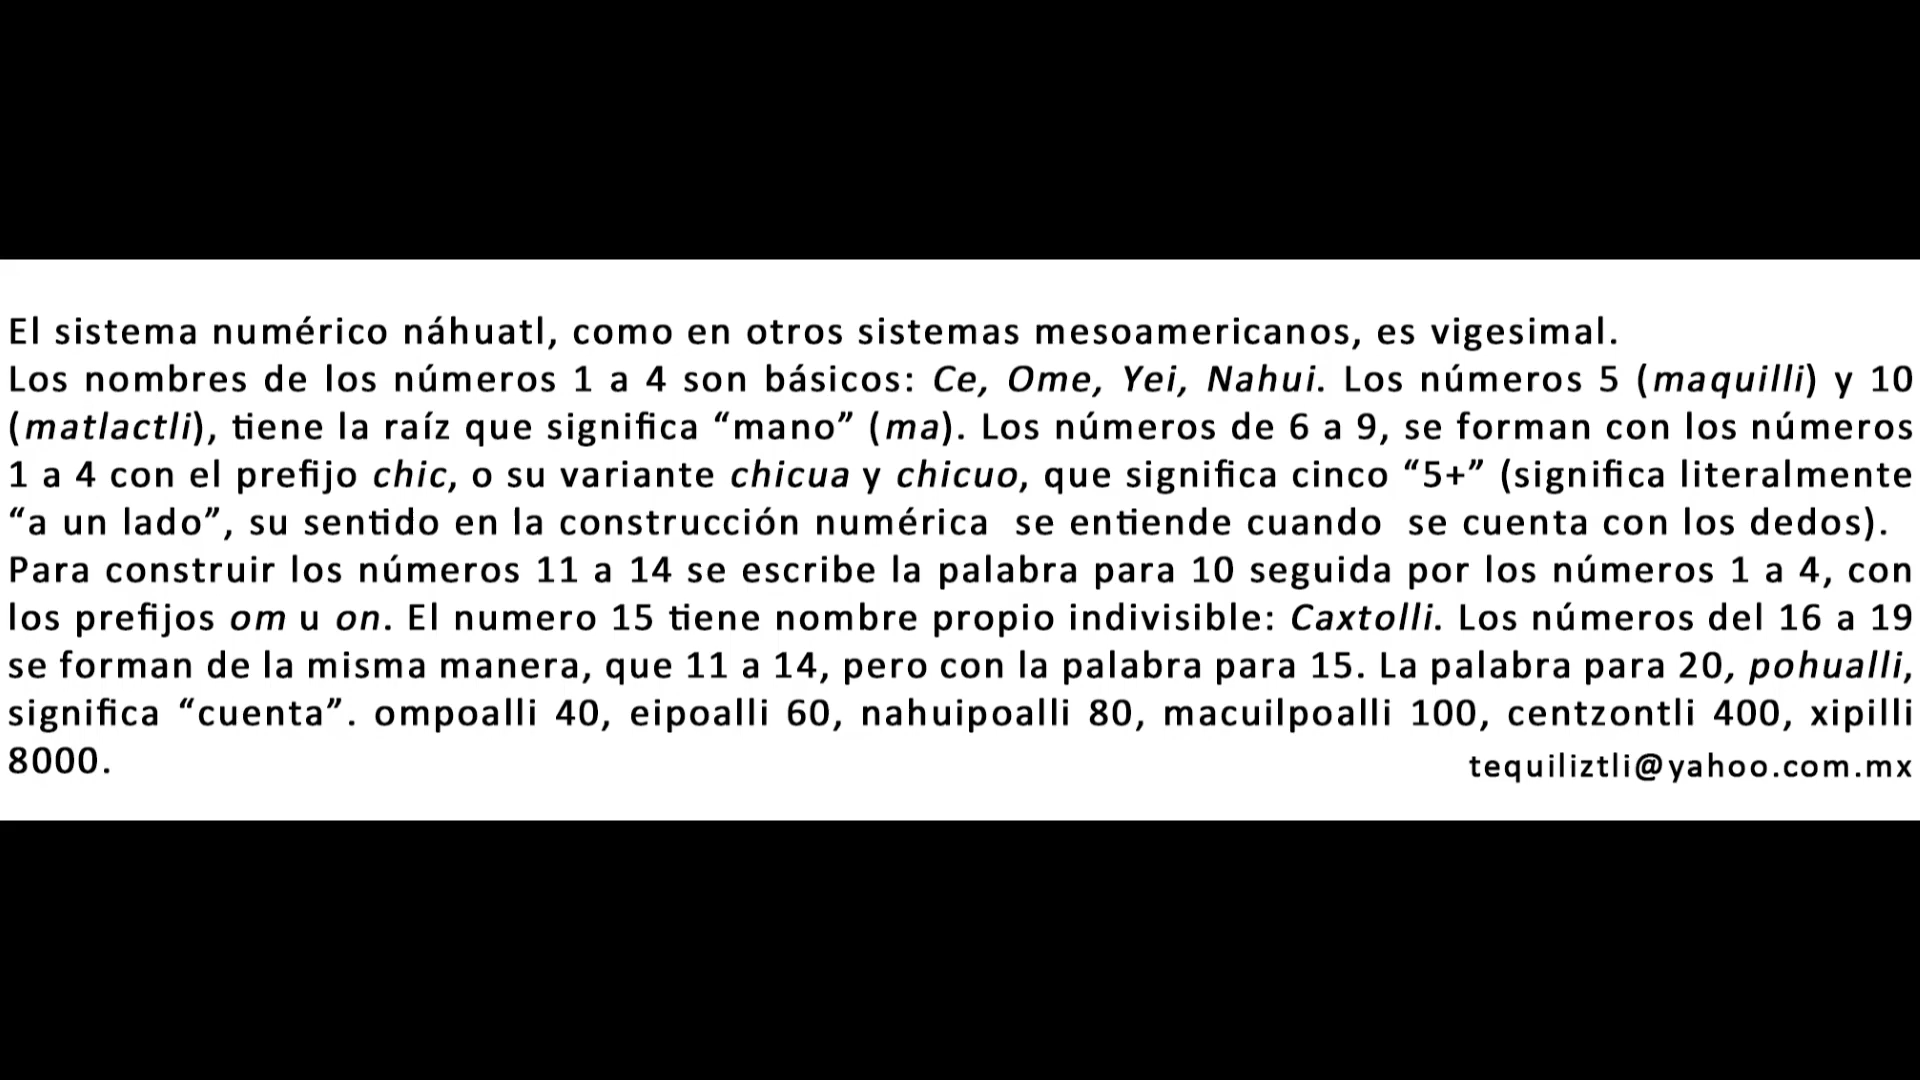 El sistema numérico náhuatl, como en otros sistemas mesoamericanos, es vigesimal.
Los nombres de los números 1 a 4 son básicos: Ce, Ome, Yei, Nahui. Los números 5 (maquilli) y 10
(matlactli), tiene la raíz que significa “mano” (ma). Los números de 6 a 9, se forman con los números
1 a 4 con el prefijo chic, o su variante chicua y chicuo, que significa cinco “5+” (significa literalmente
“a un lado”, su sentido en la construcción numérica se entiende cuando se cuenta con los dedos).
Para construir los números 11 a 14 se escribe la palabra para 10 seguida por los números 1 a 4, con
los prefijos om u on. El numero 15 tiene nombre propio indivisible: Caxtolli. Los números del 16 a 19
se forman de la misma manera, que 11 a 14, pero con la palabra para 15. La palabra para 20, pohualli,
significa “cuenta”. ompoalli 40, eipoalli 60, nahuipoalli 80, macuilpoalli 100, centzontli 400, xipilli
8000.
tequiliztli@yahoo.com.mx